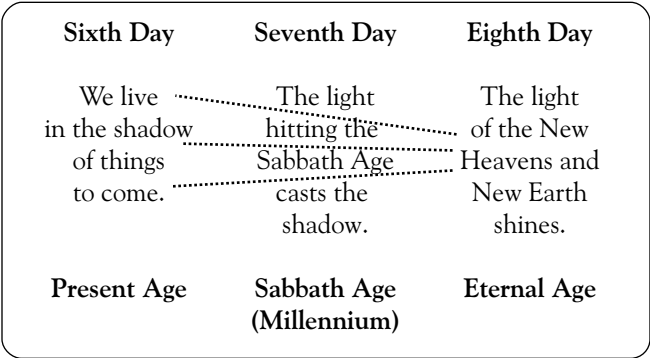 Sixth Day
We live
in the shadow
of things
to come.
Present Age
Seventh Day
The light
hitting the
Sabbath Age
casts the
shadow.
Sabbath Age
(Millennium)
Eighth Day
The light
of the New
Heavens and
New Earth
shines.
Eternal Age